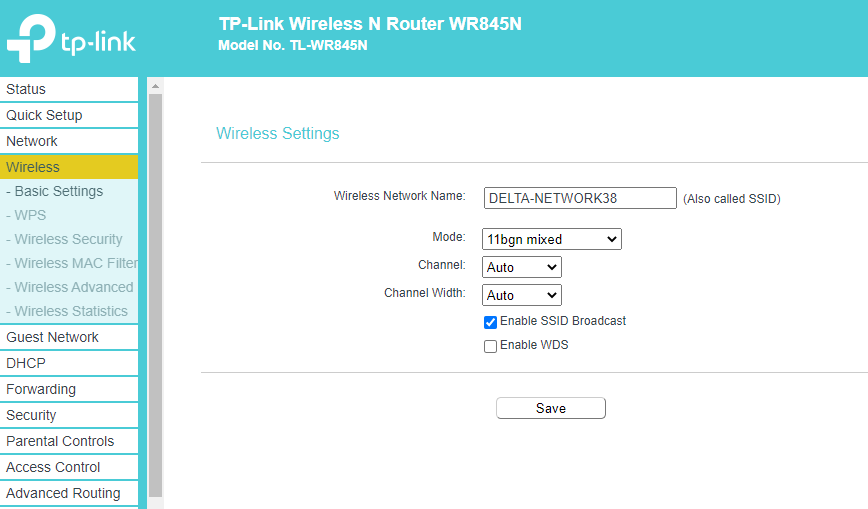 tp-link
TP-Link Wireless N Router WR845N
Model No. TL-WR845N
Status
Quick Setup
Network
Wireless
- Basic Settings
- WPS
- Wireless Security
- Wireless MAC Filter
- Wireless Advanced
- Wireless Statistics
Guest Network
DHCP
Forwarding
Security
Parental Controls
Access Control
Advanced Routing
Wireless Settings
Wireless Network Name: DELTA-NETWORK38 (Also called SSID)
Mode: 11bgn mixed
Channel: Auto
Channel Width: Auto
Enable SSID Broadcast
Enable WDS
Save